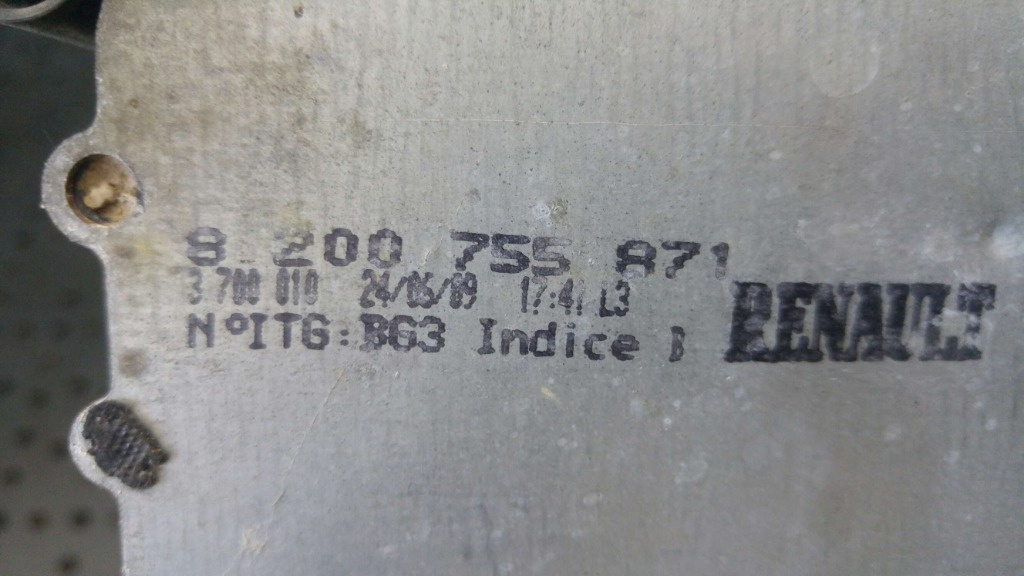 8 200 755 871
3 700 010 24/06/09 17:41 L3
N°ITG:BG3 Indice D
RENAULT